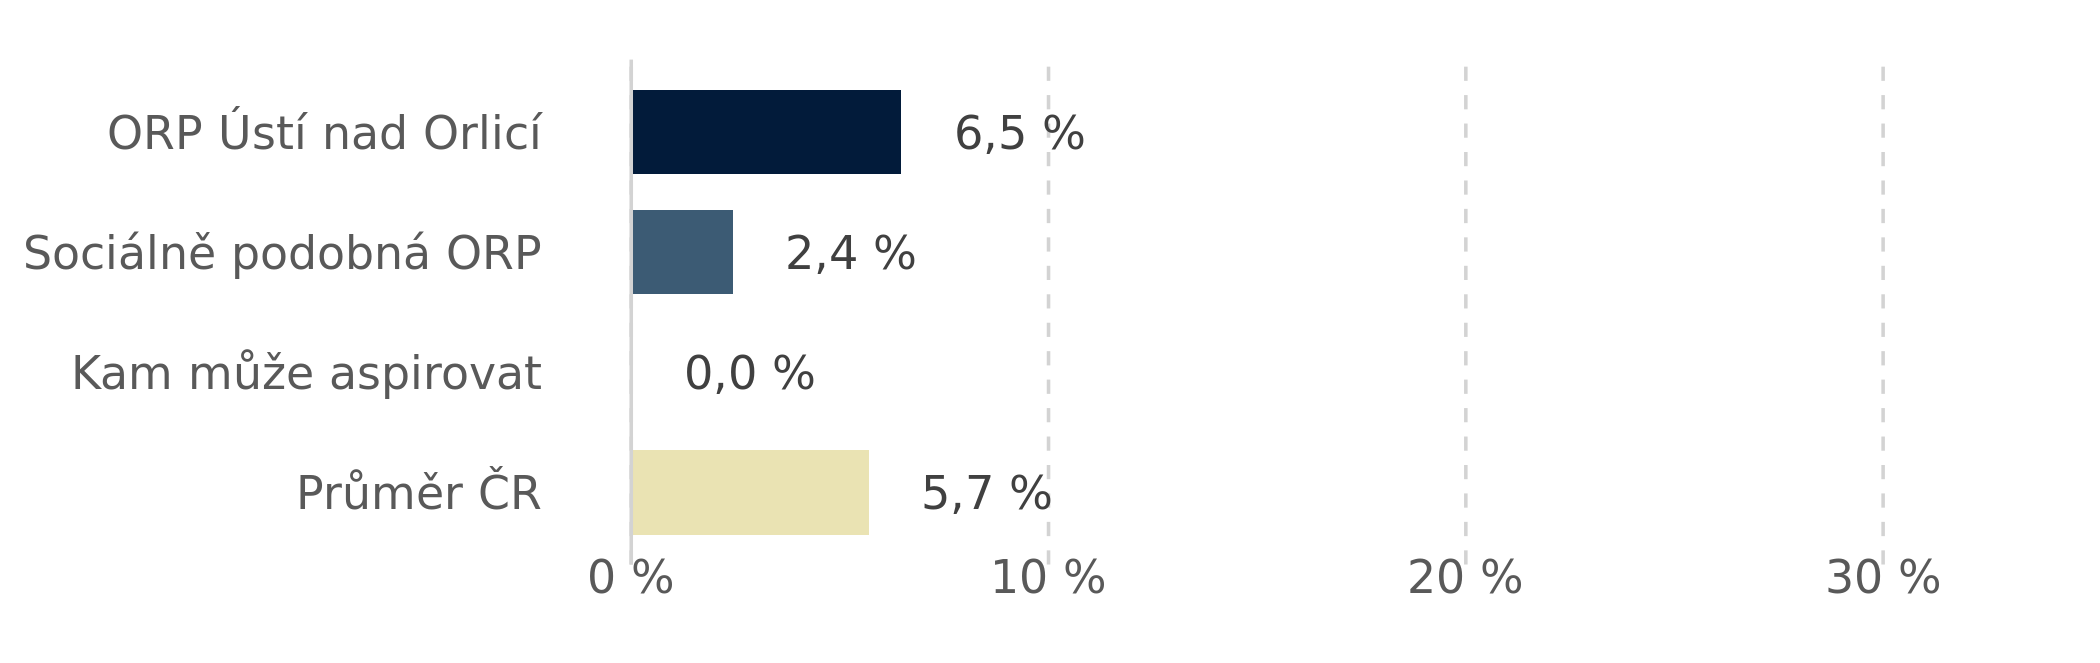 ORP Ústí nad Orlicí 6,5 %
Sociálně podobná ORP 2,4 %
Kam může aspirovat 0,0 %
Průměr ČR 5,7 %
0 % 10 % 20 % 30 %